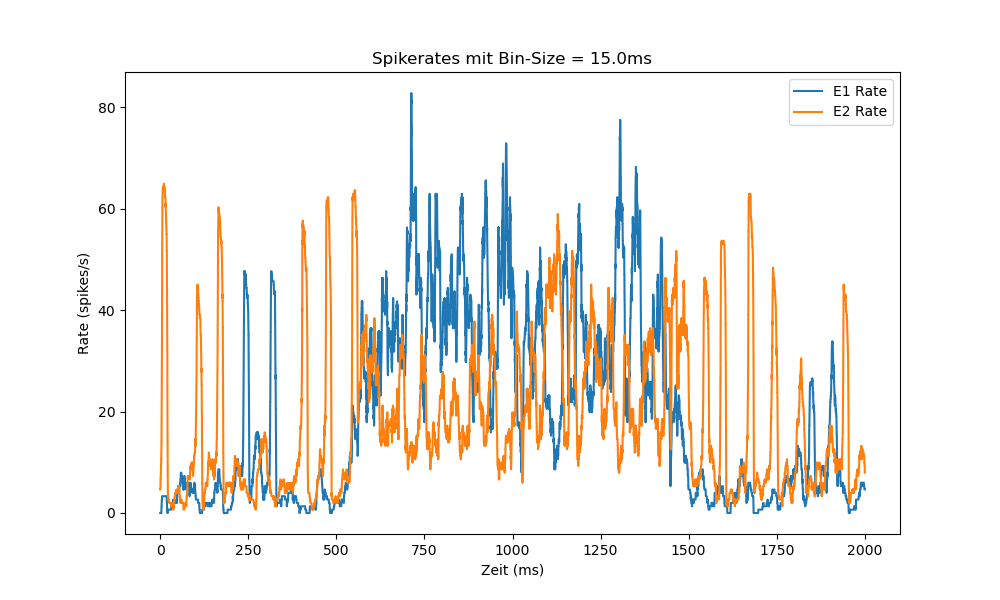 Spikerates mit Bin-Size = 15.0ms
E1 Rate
E2 Rate
Rate (spikes/s)
80
60
40
20
0
0 250 500 750 1000 1250 1500 1750 2000
Zeit (ms)